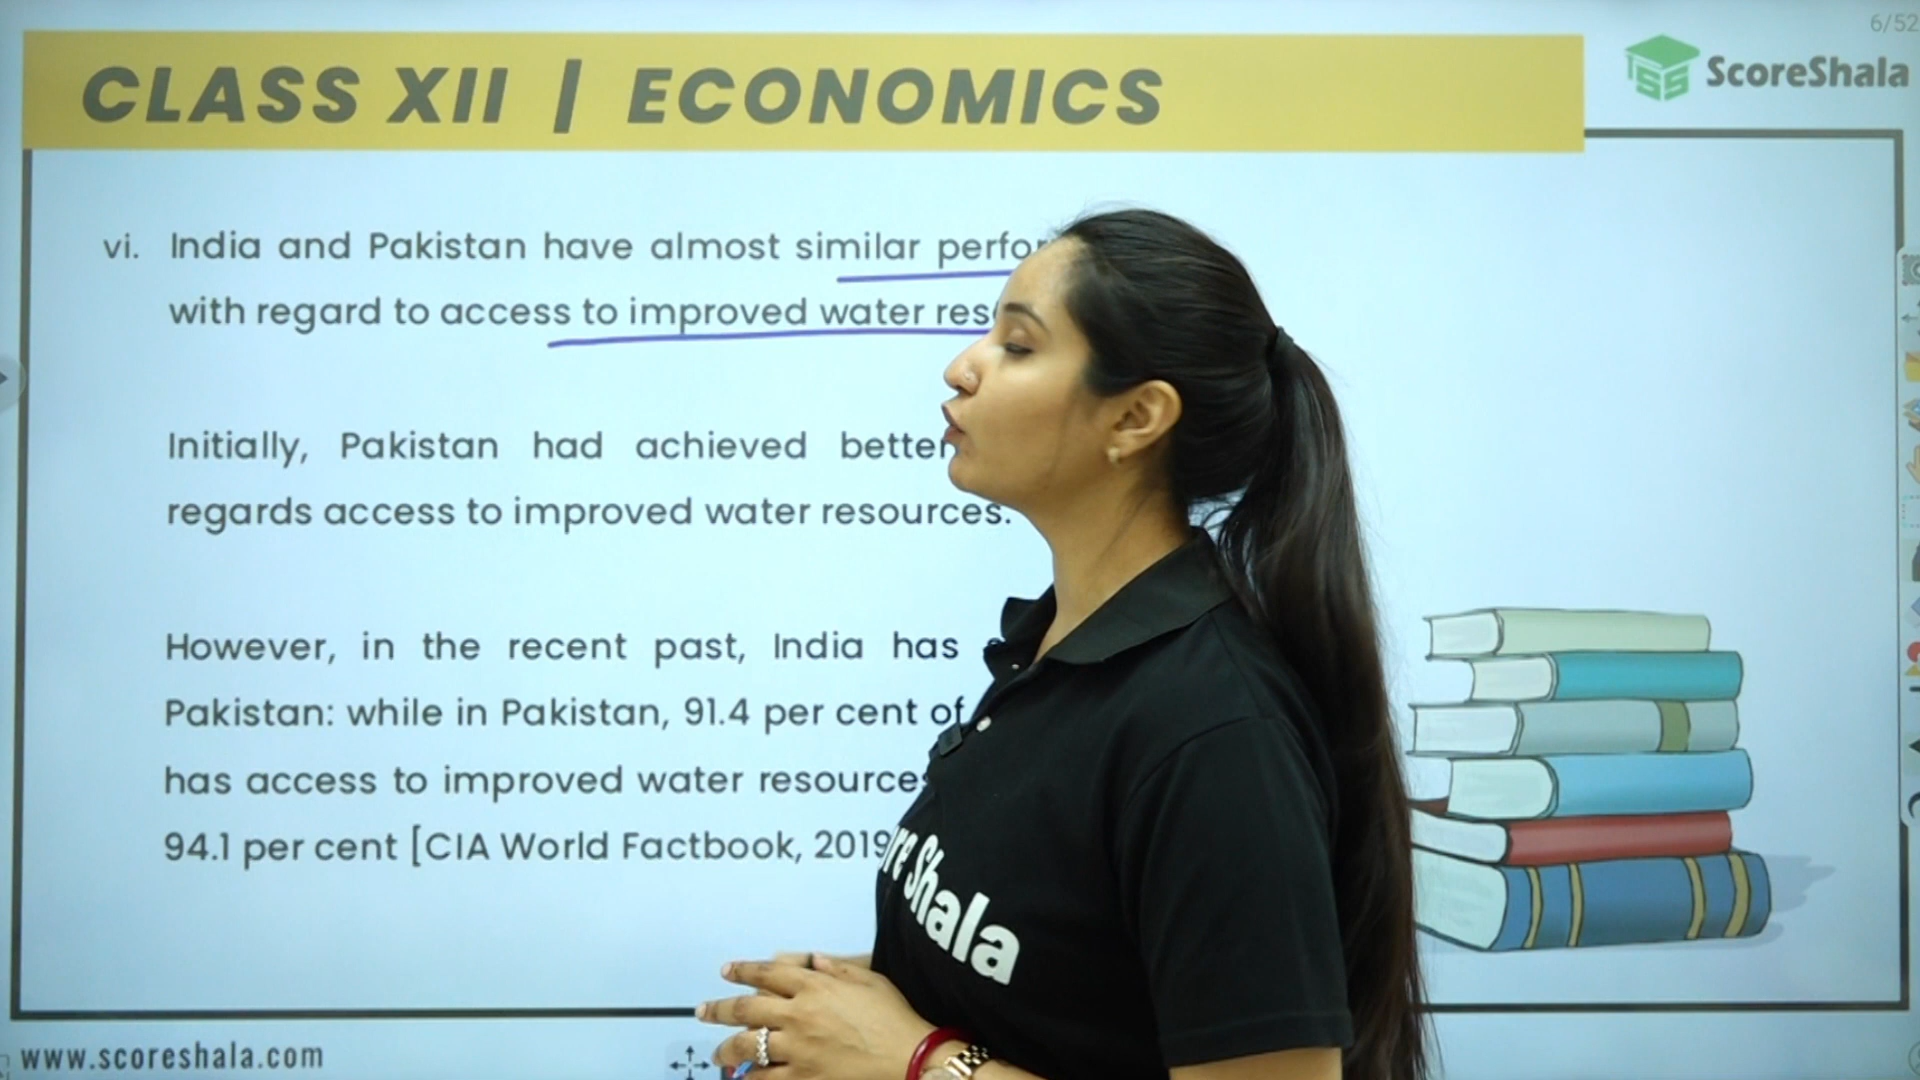 6/52
CLASS XII | ECONOMICS
ScoreShala
vi. India and Pakistan have almost similar
with regard to access to improved water
Initially, Pakistan had achieved better
regards access to improved water resources.
However, in the recent past, India has
Pakistan: while in Pakistan, 91.4 per cent of
has access to improved water resources
94.1 per cent [CIA World Factbook, 2019
re Shala
www.scoreshala.com